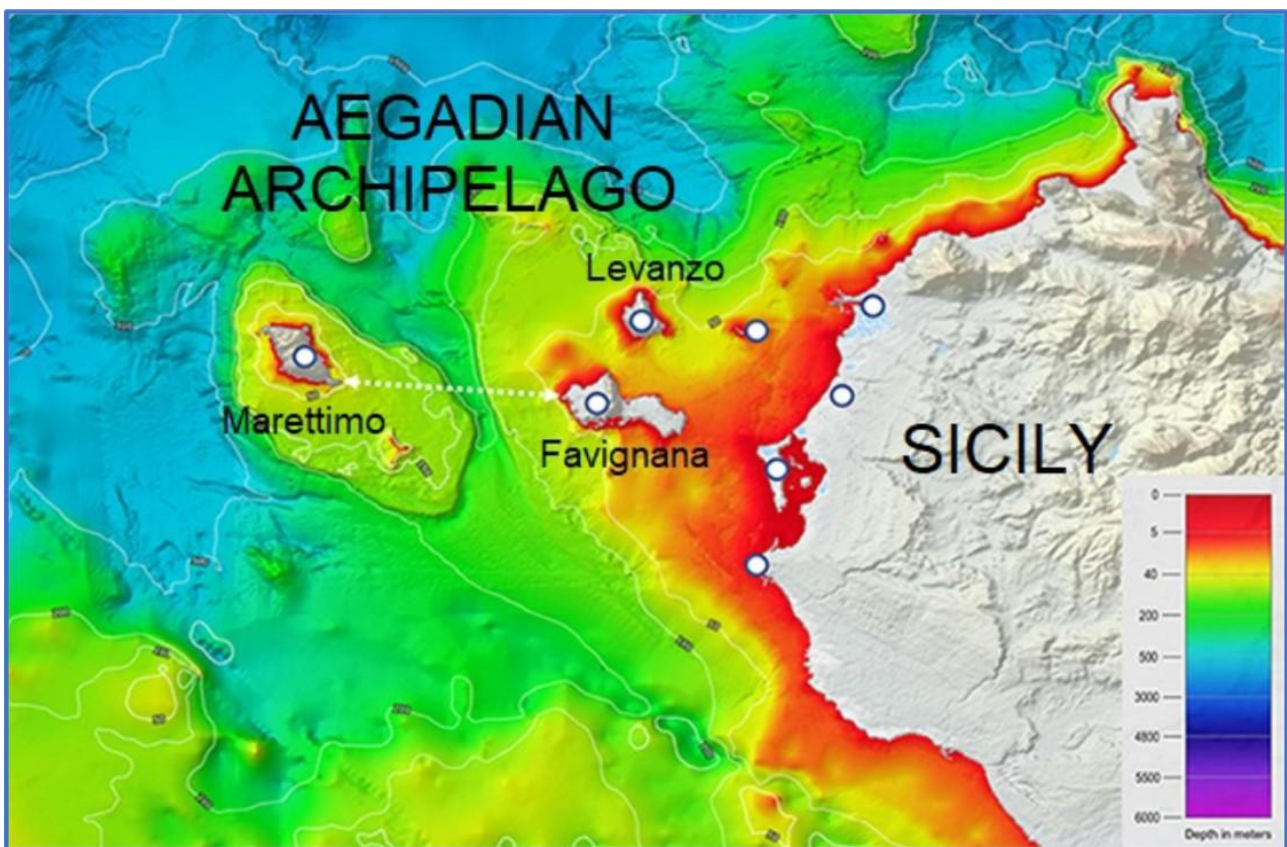 AEGADIAN
ARCHIPELAGO
Levanzo
Marettimo
Favignana
SICILY
0
5
40
200
500
3000
4800
5500
6000
Depth in meters